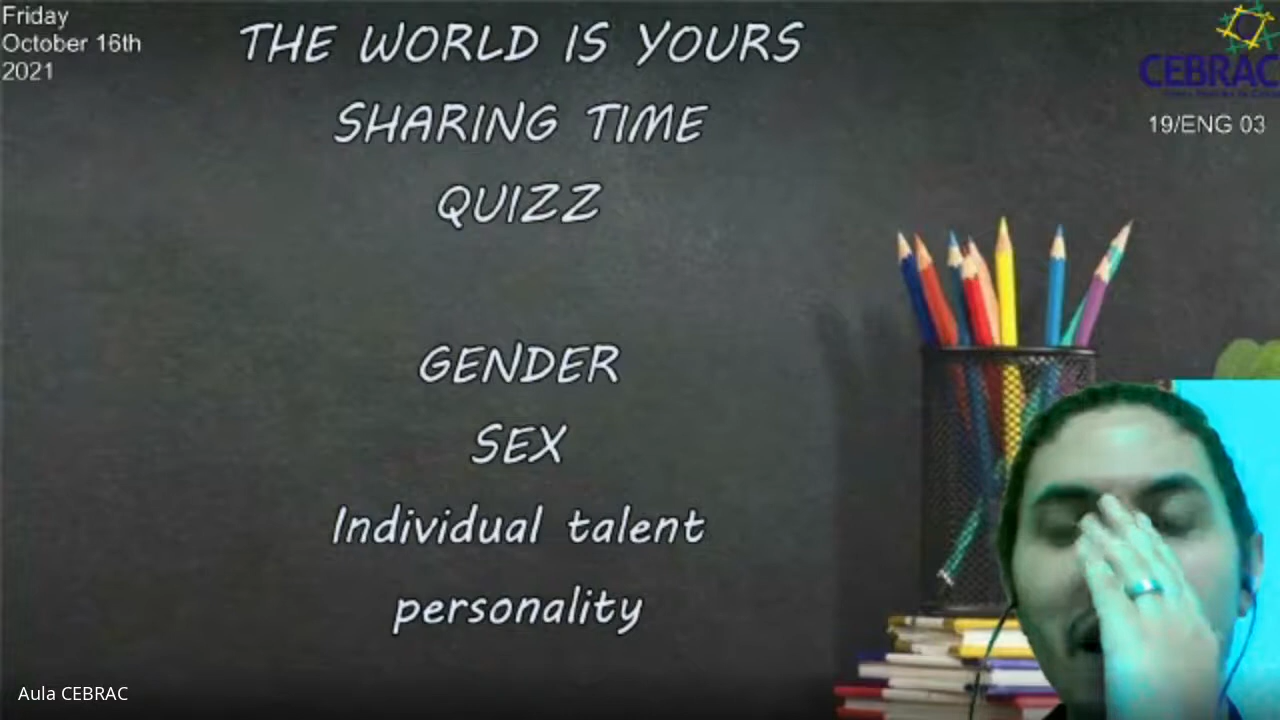 Friday
October 16th
2021
THE WORLD IS YOURS
SHARING TIME
QUIZZ
GENDER
SEX
Individual talent
personality
CEBRAC
19/ENG 03
Aula CEBRAC